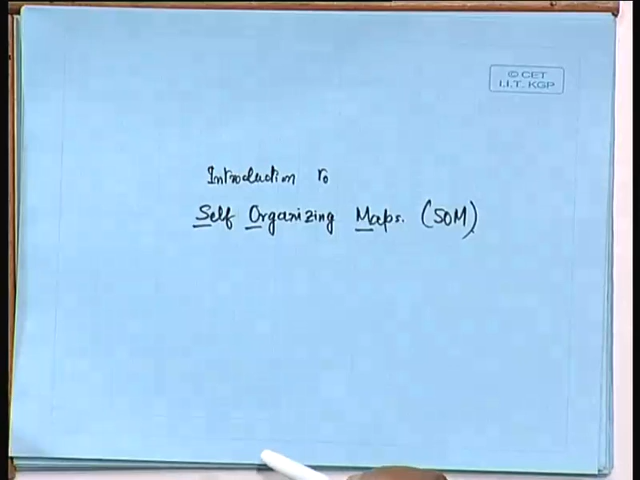 © CET
I.I.T. KGP
Introduction to
Self Organizing Maps. (SOM)